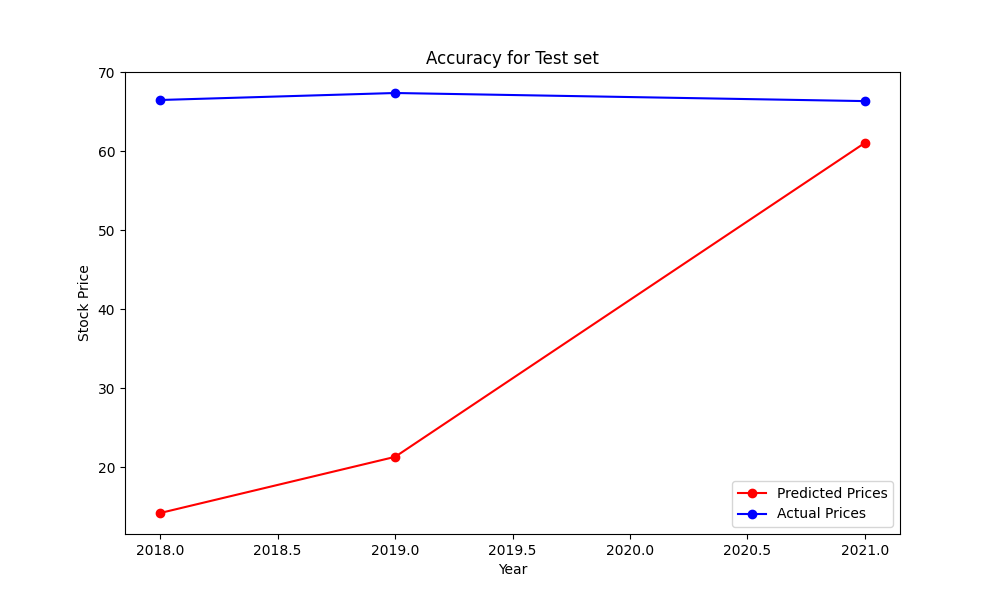 Accuracy for Test set
70
60
50
40
30
20
Stock Price
2018.0 2018.5 2019.0 2019.5 2020.0 2020.5 2021.0
Year
Predicted Prices
Actual Prices